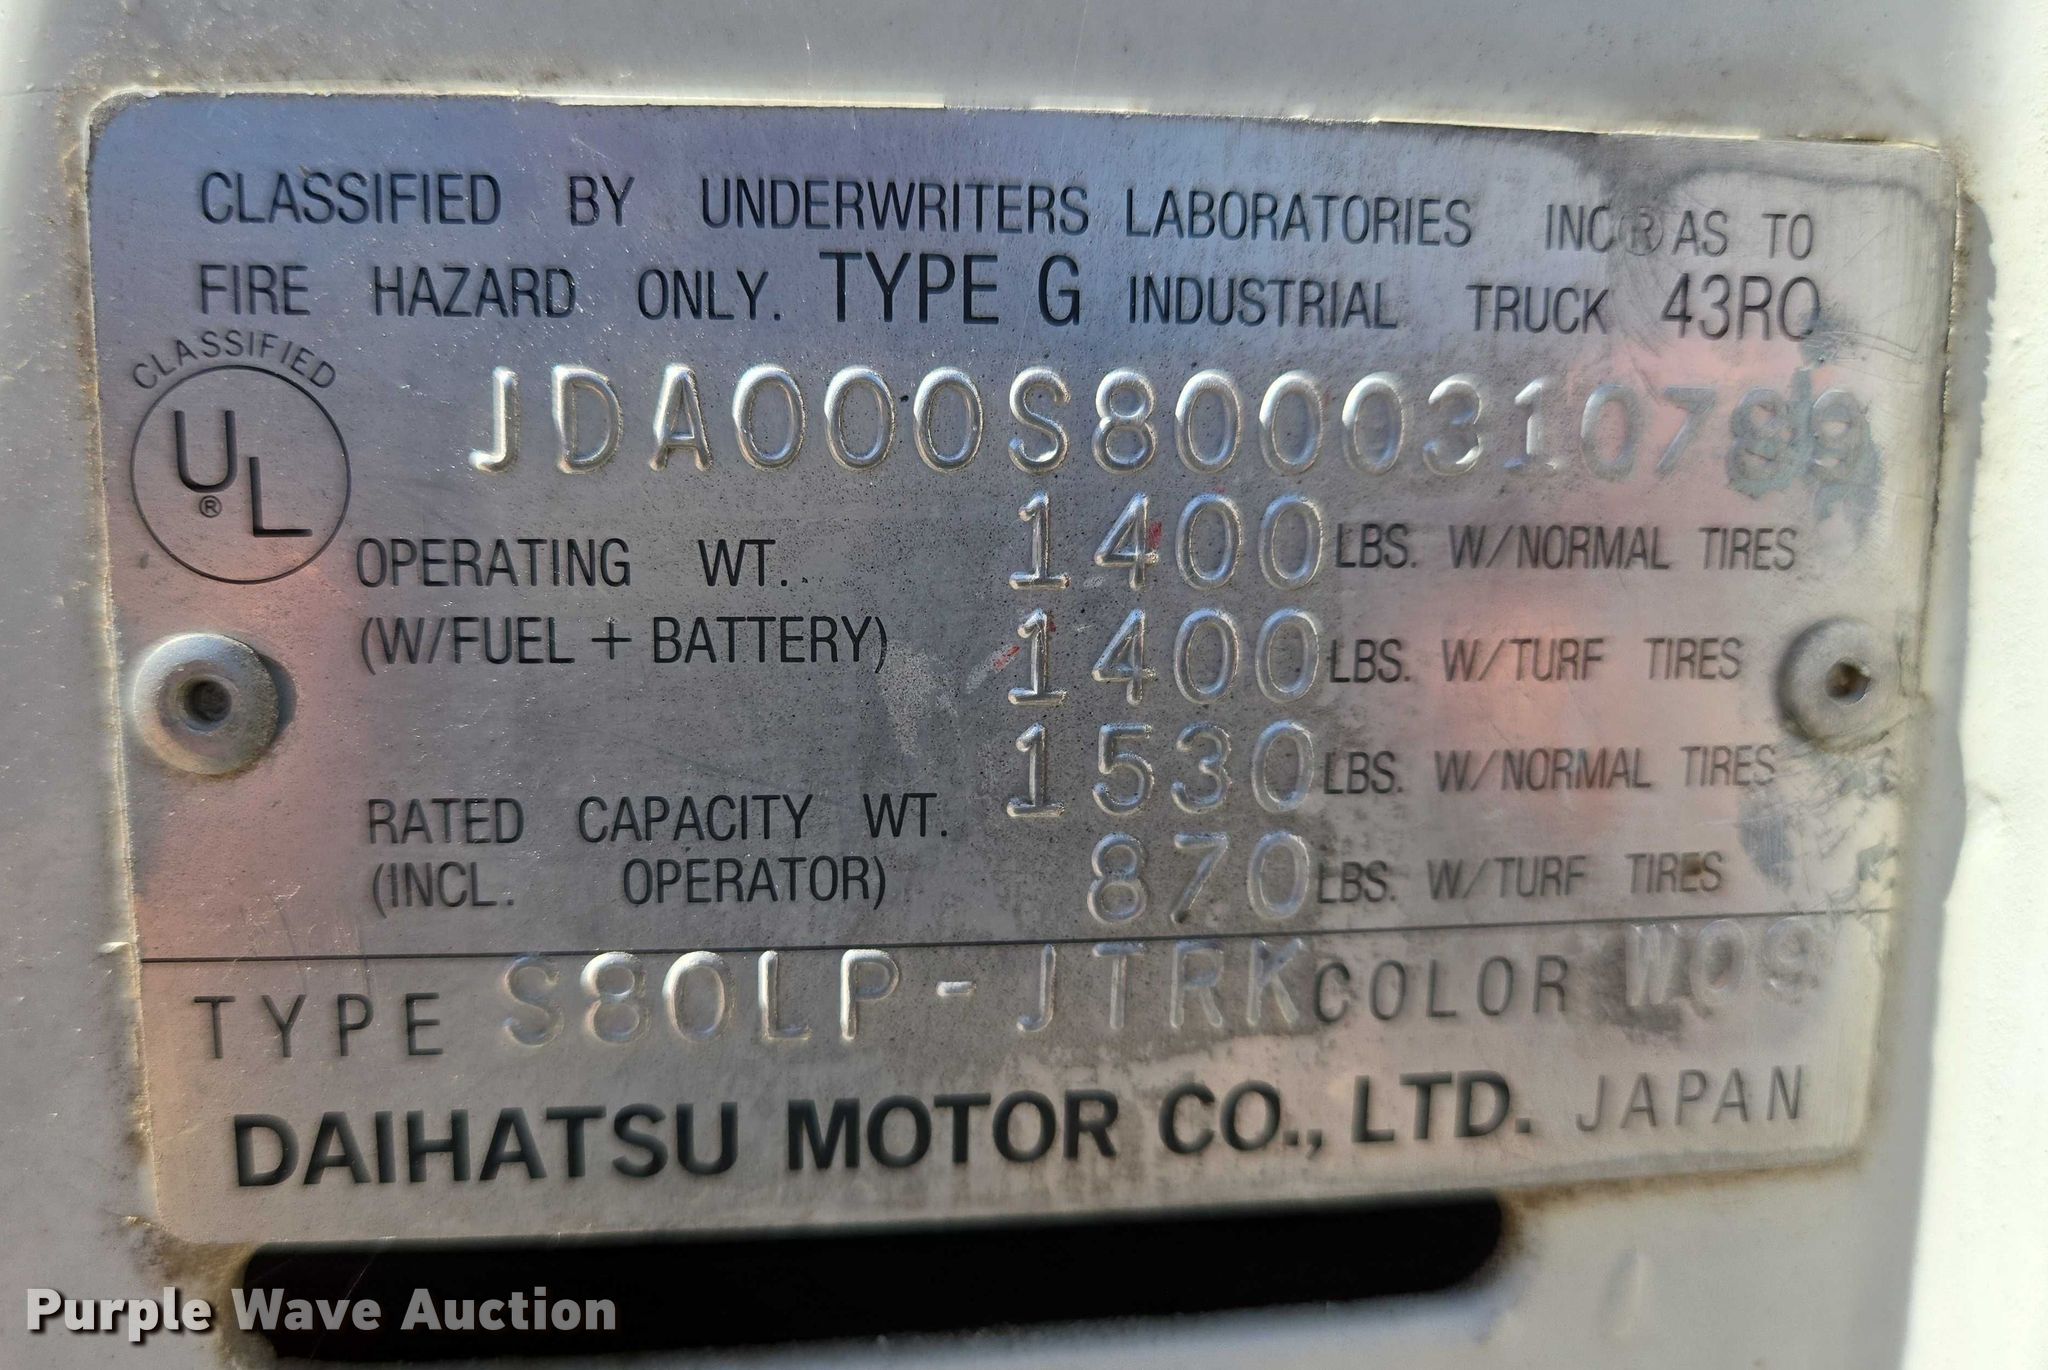 CLASSIFIED BY UNDERWRITERS LABORATORIES INC® AS TO
FIRE HAZARD ONLY. TYPE G INDUSTRIAL TRUCK 43RO
CLASSIFIED
UL®
OPERATING WT. 1400 LBS. W/NORMAL TIRES
(W/FUEL + BATTERY) 1400 LBS. W/TURF TIRES
1530 LBS. W/NORMAL TIRES
RATED CAPACITY WT.
(INCL. OPERATOR) 870 LBS. W/TURF TIRES
TYPE S80LP-JTRK COLOR W09
DAIHATSU MOTOR CO., LTD. JAPAN
Purple Wave Auction